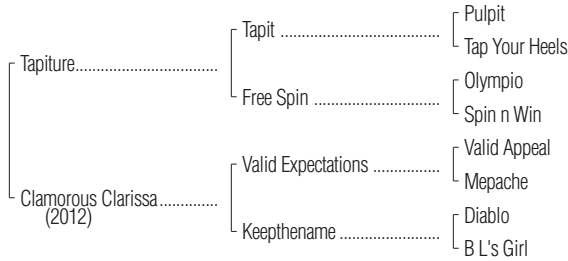 Pulpit
Tapit ........................................
Tap Your Heels
Tapiture....................................
Olympio
Free Spin ................................
Spin n Win
Valid Appeal
Valid Expectations .................
Mepache
Clamorous Clarissa...............
(2012)
Diablo
Keepthename .........................
B L's Girl